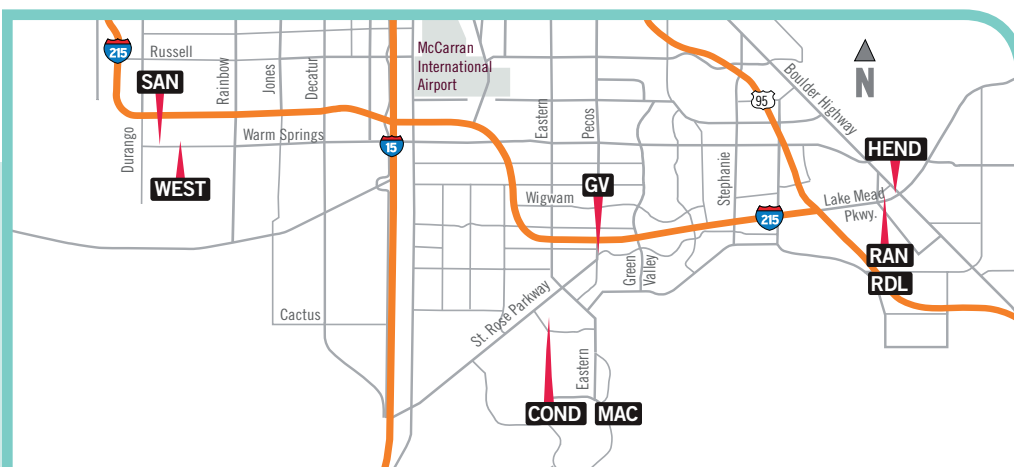 215
Russell
SAN
Durango
Rainbow
Jones
Decatur
McCarran
International
Airport
Warm Springs
15
WEST
Eastern
Pecos
GV
Wigwam
95
Boulder Highway
N
HEND
Stephanie
Lake Mead
Pkwy.
215
RAN
RDL
Green
Valley
Cactus
St. Rose Parkway
Eastern
COND MAC